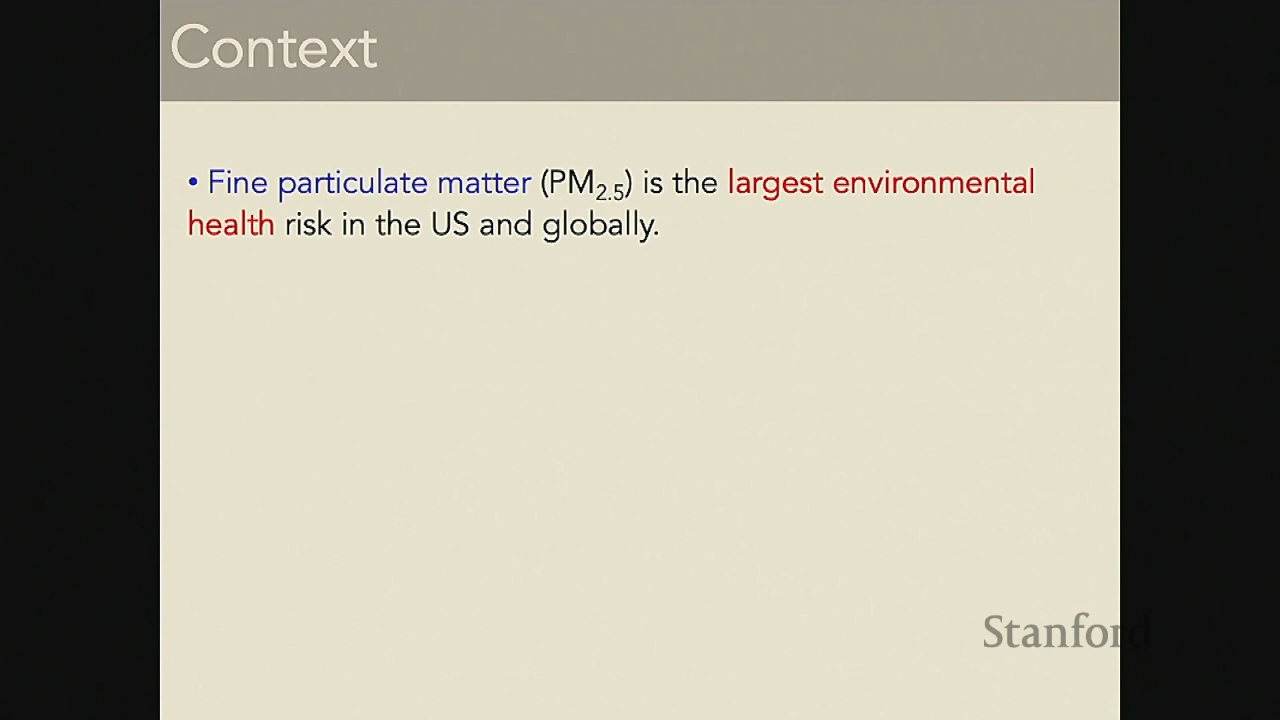 Context
• Fine particulate matter (PM2.5) is the largest environmental
health risk in the US and globally.
Stanford